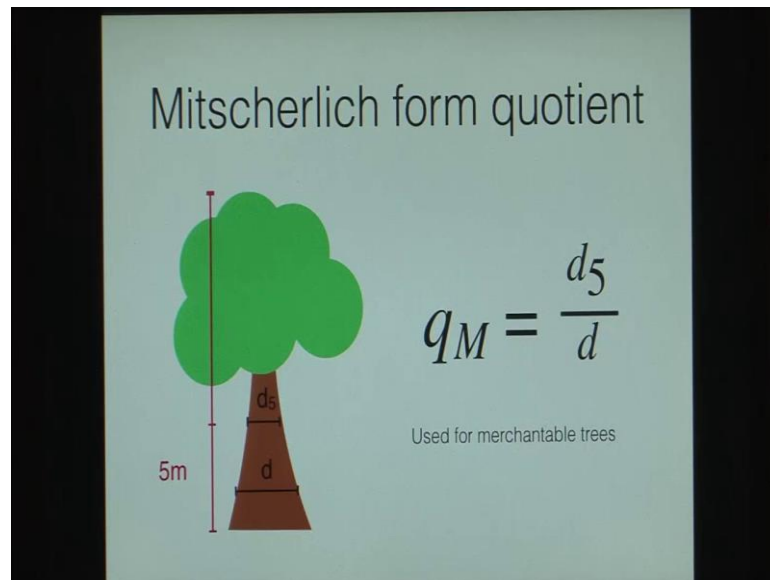 Mitscherlich form quotient
qM = d5/d
Used for merchantable trees
d5
d
5m